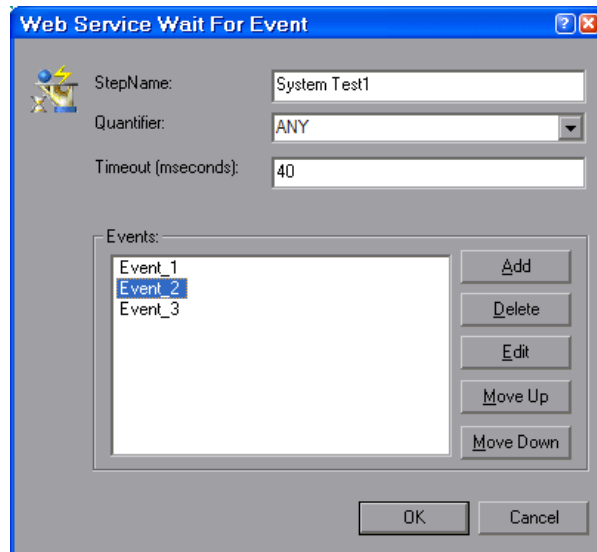 Web Service Wait For Event
StepName: System Test1
Quantifier: ANY
Timeout (mseconds): 40
Events:
Event_1
Event_2
Event_3
Add
Delete
Edit
Move Up
Move Down
OK Cancel